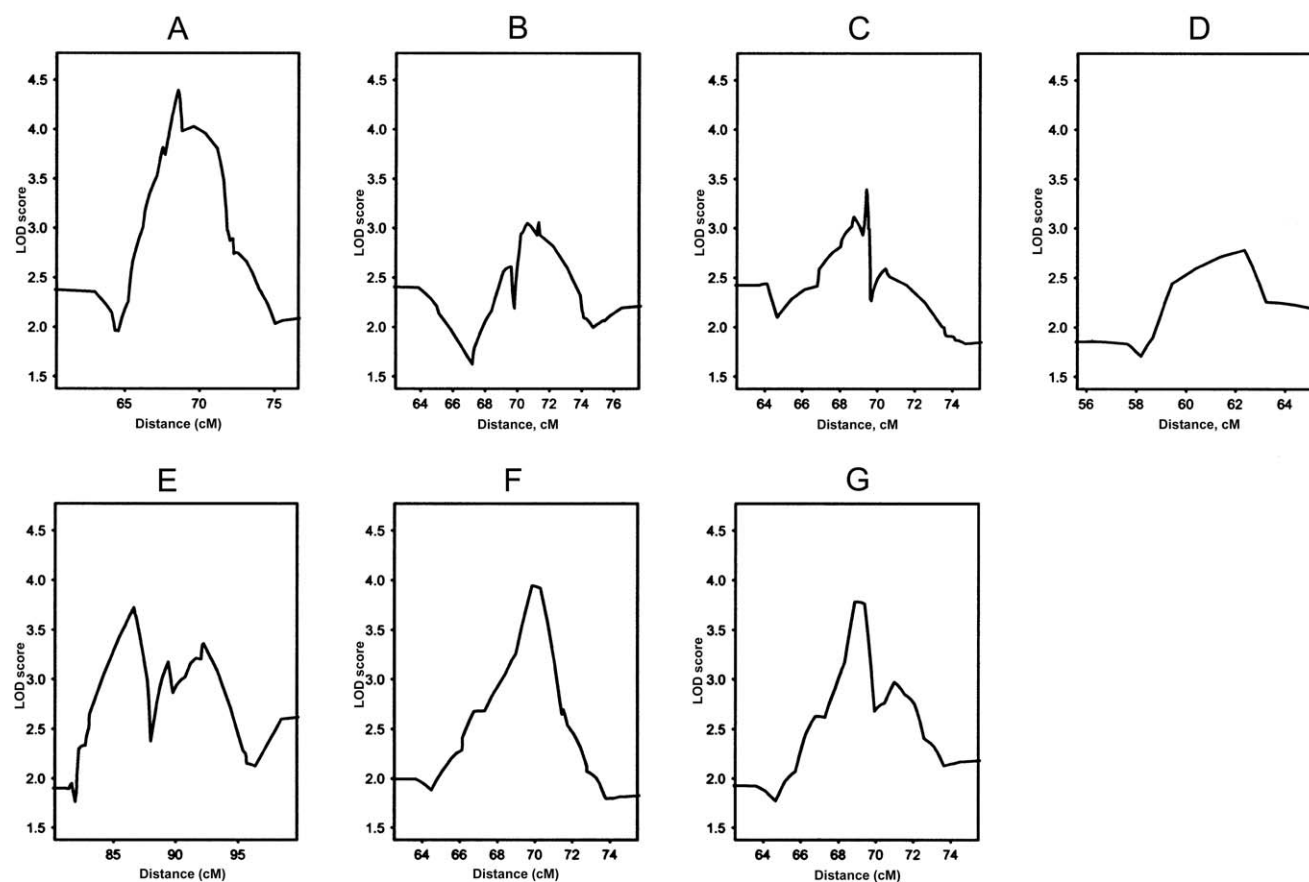 A B C D
4.5 4.5 4.5 4.5
4.0 4.0 4.0 4.0
3.5 3.5 3.5 3.5
LOD score LOD score LOD score LOD score
3.0 3.0 3.0 3.0
2.5 2.5 2.5 2.5
2.0 2.0 2.0 2.0
1.5 1.5 1.5 1.5
65 70 75 64 66 68 70 72 74 76 64 66 68 70 72 74 56 58 60 62 64
Distance (cM) Distance, cM Distance, cM Distance (cM)
E F G
4.5 4.5 4.5
4.0 4.0 4.0
3.5 3.5 3.5
LOD score LOD score LOD score
3.0 3.0 3.0
2.5 2.5 2.5
2.0 2.0 2.0
1.5 1.5 1.5
85 90 95 64 66 68 70 72 74 64 66 68 70 72 74
Distance (cM) Distance (cM) Distance (cM)